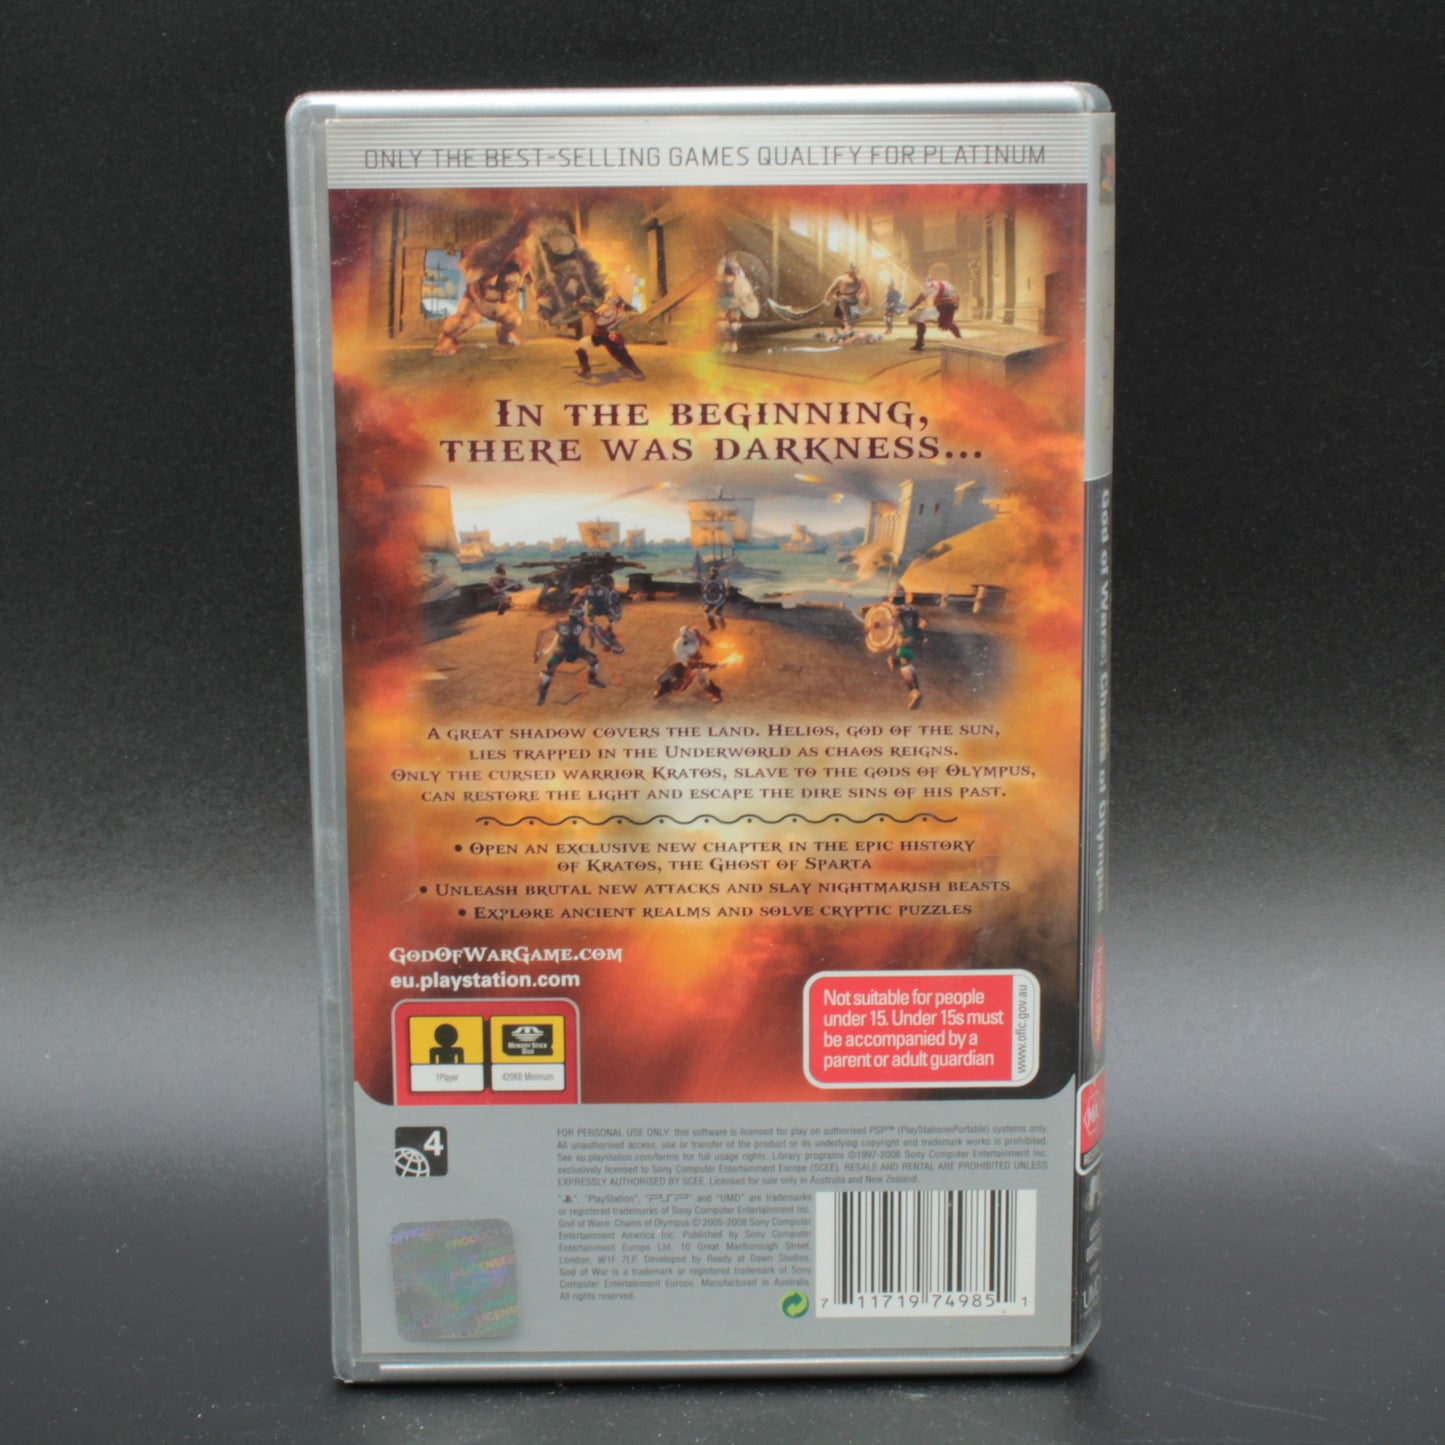 ONLY THE BEST-SELLING GAMES QUALIFY FOR PLATINUM
IN THE BEGINNING,
THERE WAS DARKNESS...
A GREAT SHADOW COVERS THE LAND. HELIOS, GOD OF THE SUN,
LIES TRAPPED IN THE UNDERWORLD AS CHAOS REIGNS.
ONLY THE CURSED WARRIOR KRATOS, SLAVE TO THE GODS OF OLYMPUS,
CAN RESTORE THE LIGHT AND ESCAPE THE DIRE SINS OF HIS PAST.
• OPEN AN EXCLUSIVE NEW CHAPTER IN THE EPIC HISTORY
OF KRATOS, THE GHOST OF SPARTA
• UNLEASH BRUTAL NEW ATTACKS AND SLAY NIGHTMARISH BEASTS
• EXPLORE ANCIENT REALMS AND SOLVE CRYPTIC PUZZLES
GODOFWARGAME.COM
eu.playstation.com
Not suitable for people
under 15. Under 15s must
be accompanied by a
parent or adult guardian
www.oflc.gov.au
MEMORY STICK
DUO
1 Player
420KB Minimum
4
FOR PERSONAL USE ONLY: this software is licensed for play on authorised PSP™ (PlayStation®Portable) systems only.
All unauthorised access, use or transfer of the product or its underlying copyright and trademark works is prohibited.
See eu.playstation.com/terms for full usage rights. Library programs ©1997-2008 Sony Computer Entertainment Inc.
exclusively licensed to Sony Computer Entertainment Europe (SCEE). RESALE AND RENTAL ARE PROHIBITED UNLESS
EXPRESSLY AUTHORISED BY SCEE. Licensed for sale only in Australia and New Zealand.
"", "PlayStation", "PSP" and "UMD" are trademarks
or registered trademarks of Sony Computer Entertainment Inc.
God of War®: Chains of Olympus © 2005-2008 Sony Computer
Entertainment America Inc. Published by Sony Computer
Entertainment Europe Ltd, 10 Great Marlborough Street,
London, W1F 7LP. Developed by Ready at Dawn Studios.
God of War is a trademark or registered trademark of Sony
Computer Entertainment Europe. Manufactured in Australia.
All rights reserved.
7 11719 74985 1
God of War®: Chains of Olympus
Platinum
MA
UMD